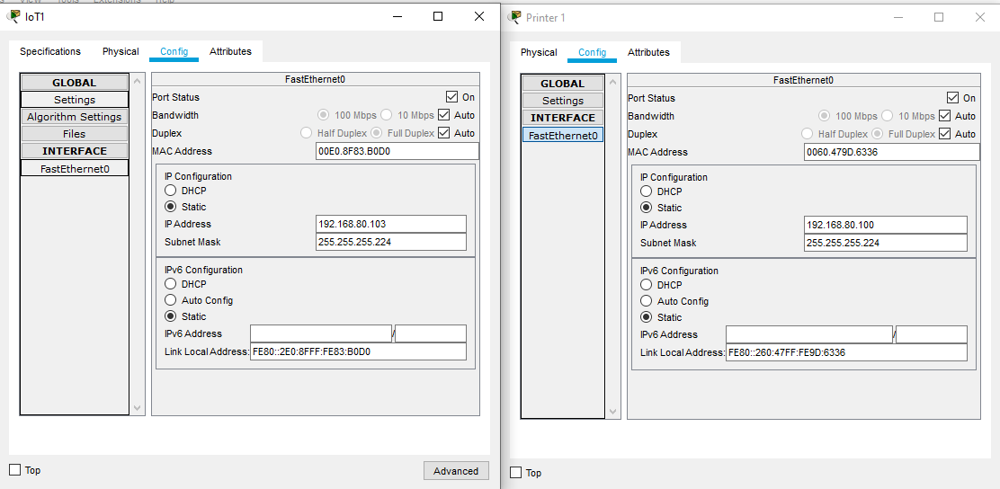 IoT1
Specifications Physical Config Attributes
GLOBAL
Settings
Algorithm Settings
Files
INTERFACE
FastEthernet0
FastEthernet0
Port Status On
Bandwidth 100 Mbps 10 Mbps Auto
Duplex Half Duplex Full Duplex Auto
MAC Address 00E0.8F83.B0D0
IP Configuration
DHCP
Static
IP Address 192.168.80.103
Subnet Mask 255.255.255.224
IPv6 Configuration
DHCP
Auto Config
Static
IPv6 Address /
Link Local Address: FE80::2E0:8FFF:FE83:B0D0
Top Advanced
Printer 1
Physical Config Attributes
GLOBAL
Settings
INTERFACE
FastEthernet0
FastEthernet0
Port Status On
Bandwidth 100 Mbps 10 Mbps Auto
Duplex Half Duplex Full Duplex Auto
MAC Address 0060.479D.6336
IP Configuration
DHCP
Static
IP Address 192.168.80.100
Subnet Mask 255.255.255.224
IPv6 Configuration
DHCP
Auto Config
Static
IPv6 Address /
Link Local Address: FE80::260:47FF:FE9D:6336
Top